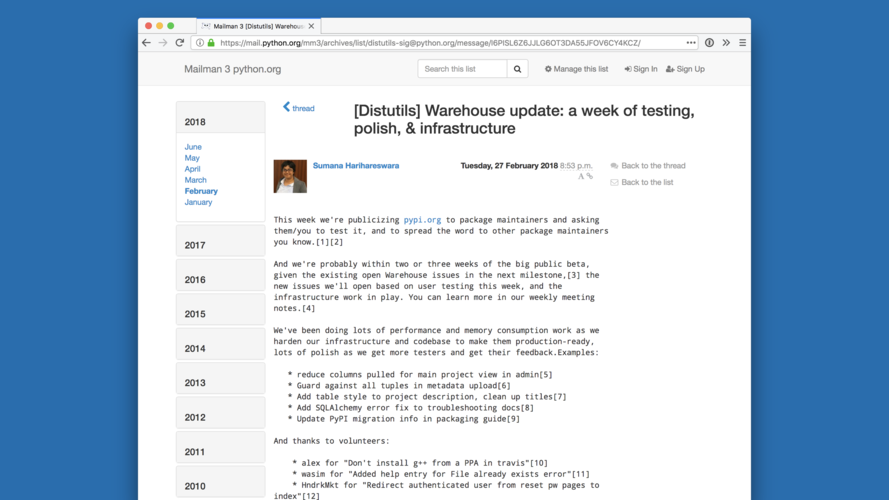 Mailman 3 [Distutils] Warehous
https://mail.python.org/mm3/archives/list/distutils-sig@python.org/message/I6PISL6Z6JJLG6OT3DA55JFOV6CY4KCZ/
Mailman 3 python.org
Search this list
Manage this list
Sign In
Sign Up
2018
June
May
April
March
February
January
2017
2016
2015
2014
2013
2012
2011
2010
thread
[Distutils] Warehouse update: a week of testing,
polish, & infrastructure
Sumana Harihareswara
Tuesday, 27 February 2018 8:53 p.m.
A
Back to the thread
Back to the list
This week we're publicizing pypi.org to package maintainers and asking
them/you to test it, and to spread the word to other package maintainers
you know.[1][2]
And we're probably within two or three weeks of the big public beta,
given the existing open Warehouse issues in the next milestone,[3] the
new issues we'll open based on user testing this week, and the
infrastructure work in play. You can learn more in our weekly meeting
notes.[4]
We've been doing lots of performance and memory consumption work as we
harden our infrastructure and codebase to make them production-ready,
lots of polish as we get more testers and get their feedback.Examples:
* reduce columns pulled for main project view in admin[5]
* Guard against all tuples in metadata upload[6]
* Add table style to project description, clean up titles[7]
* Add SQLAlchemy error fix to troubleshooting docs[8]
* Update PyPI migration info in packaging guide[9]
And thanks to volunteers:
* alex for "Don't install g++ from a PPA in travis"[10]
* wasim for "Added help entry for File already exists error"[11]
* HndrkMkt for "Redirect authenticated user from reset pw pages to
index"[12]